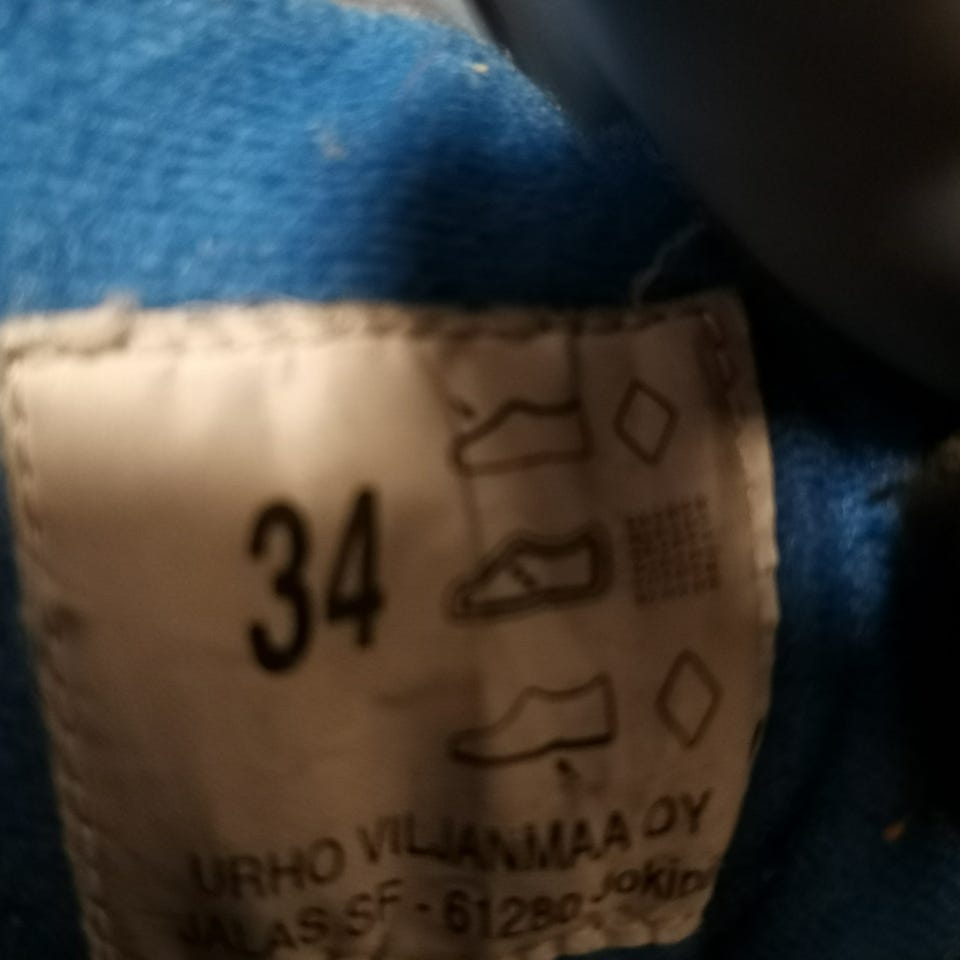 34
URHO VILJANMAA OY
JALAS SF - 61280